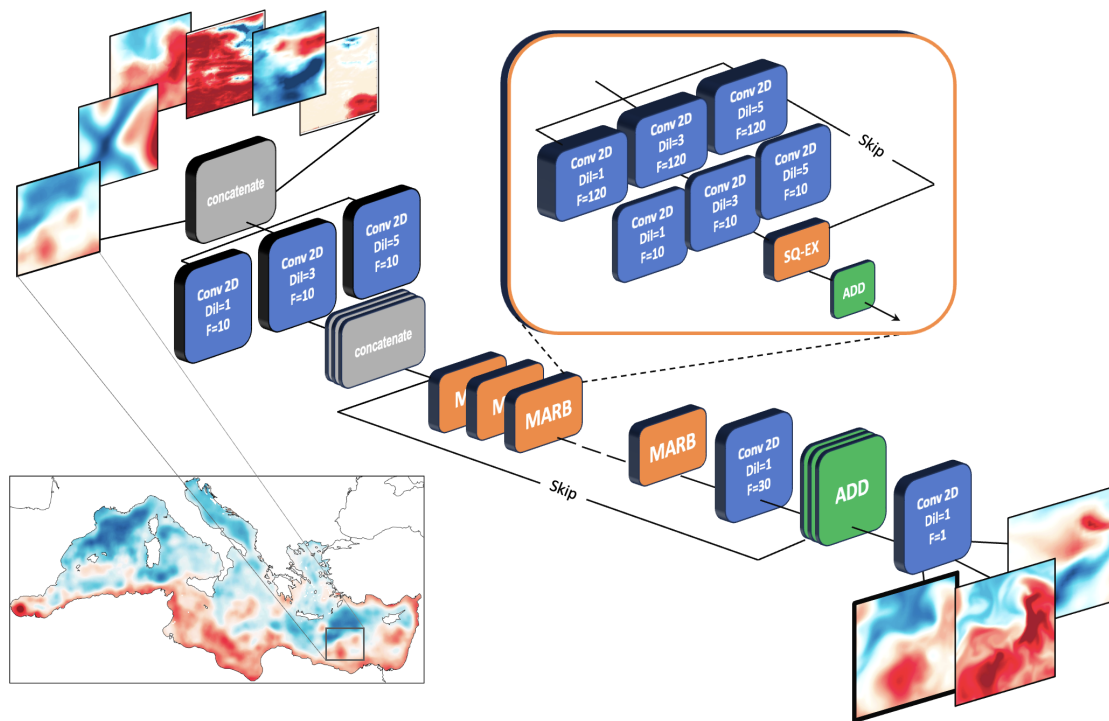 concatenate
Conv 2D
Dil=1
F=10
Conv 2D
Dil=3
F=10
Conv 2D
Dil=5
F=10
concatenate
Conv 2D
Dil=1
F=120
Conv 2D
Dil=3
F=120
Conv 2D
Dil=5
F=120
Conv 2D
Dil=1
F=10
Conv 2D
Dil=3
F=10
Conv 2D
Dil=5
F=10
Skip
SQ-EX
ADD
M
M
MARB
MARB
Skip
Conv 2D
Dil=1
F=30
ADD
Conv 2D
Dil=1
F=1